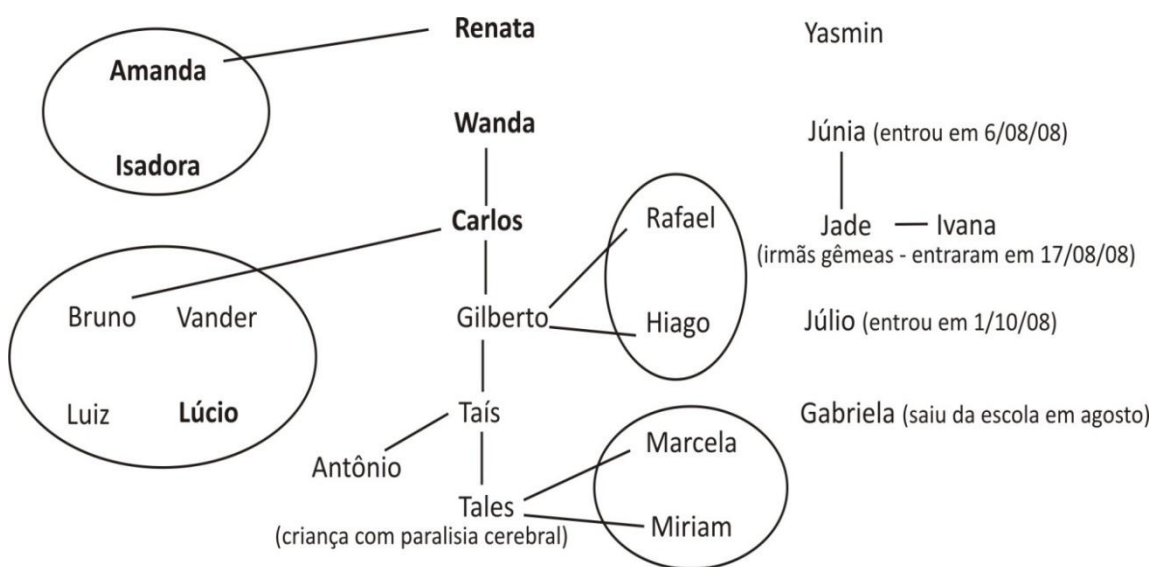 Renata
Yasmin
Amanda
Wanda
Júnia (entrou em 6/08/08)
Isadora
Carlos
Rafael
Jade
Ivana
(irmãs gêmeas - entraram em 17/08/08)
Bruno
Vander
Gilberto
Hiago
Júlio (entrou em 1/10/08)
Luiz
Lúcio
Taís
Gabriela (saiu da escola em agosto)
Marcela
Antônio
Tales
(criança com paralisia cerebral)
Miriam